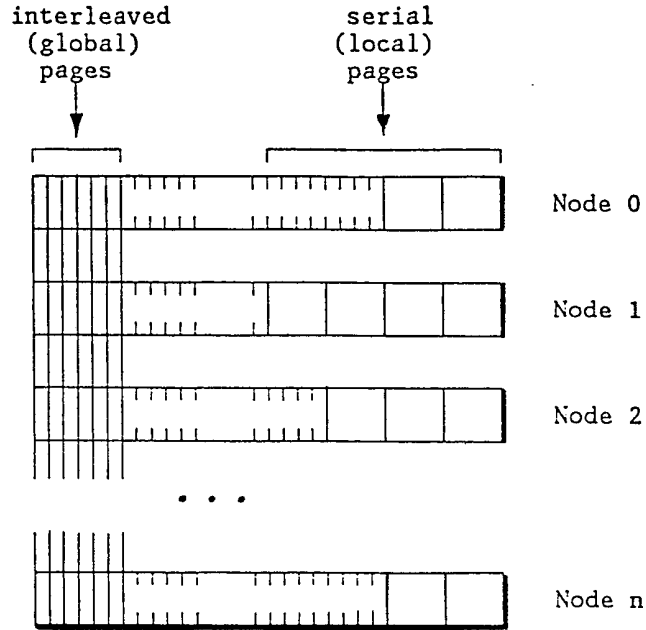 interleaved
(global)
pages
serial
(local)
pages
Node 0
Node 1
Node 2
. . .
Node n